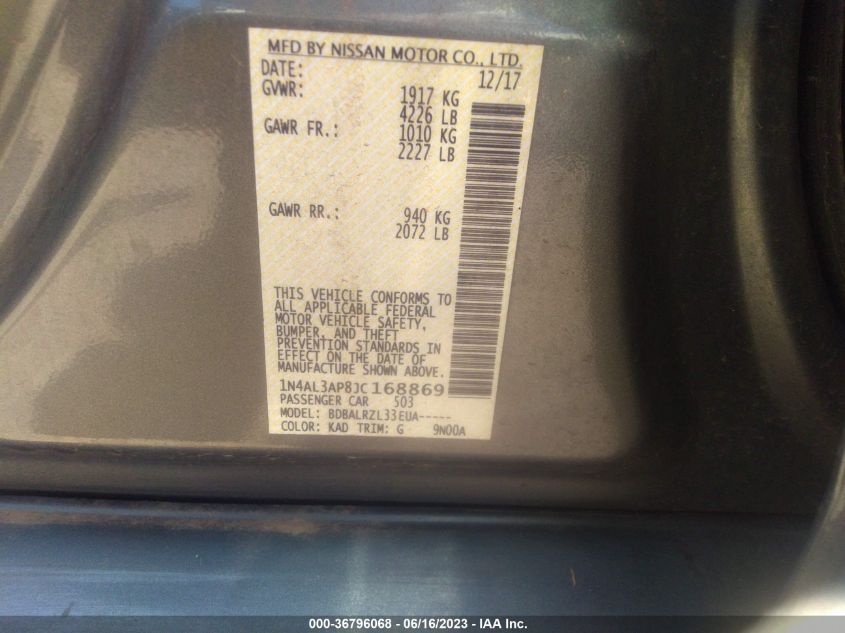 MFD BY NISSAN MOTOR CO., LTD.
DATE: 12/17
GVWR: 1917 KG
4226 LB
GAWR FR.: 1010 KG
2227 LB
GAWR RR.: 940 KG
2072 LB
THIS VEHICLE CONFORMS TO
ALL APPLICABLE FEDERAL
MOTOR VEHICLE SAFETY,
BUMPER, AND THEFT
PREVENTION STANDARDS IN
EFFECT ON THE DATE OF
MANUFACTURE SHOWN ABOVE.
1N4AL3AP8JC168869
PASSENGER CAR 503
MODEL: BDBALRZL33EUA-----
COLOR: KAD TRIM: G 9N00A
000-36796068 - 06/16/2023 - IAA Inc.